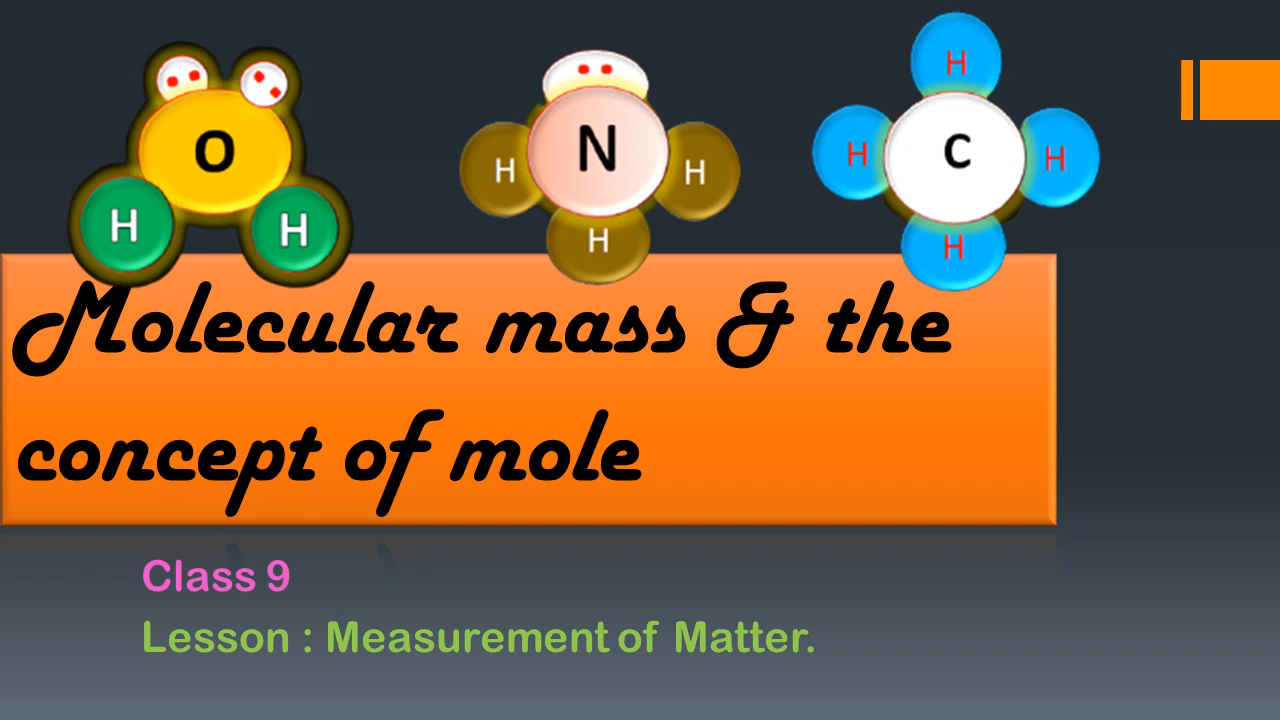 O
H
H
N
H
H
H
H
H
C
H
H
Molecular mass & the
concept of mole
Class 9
Lesson : Measurement of Matter.